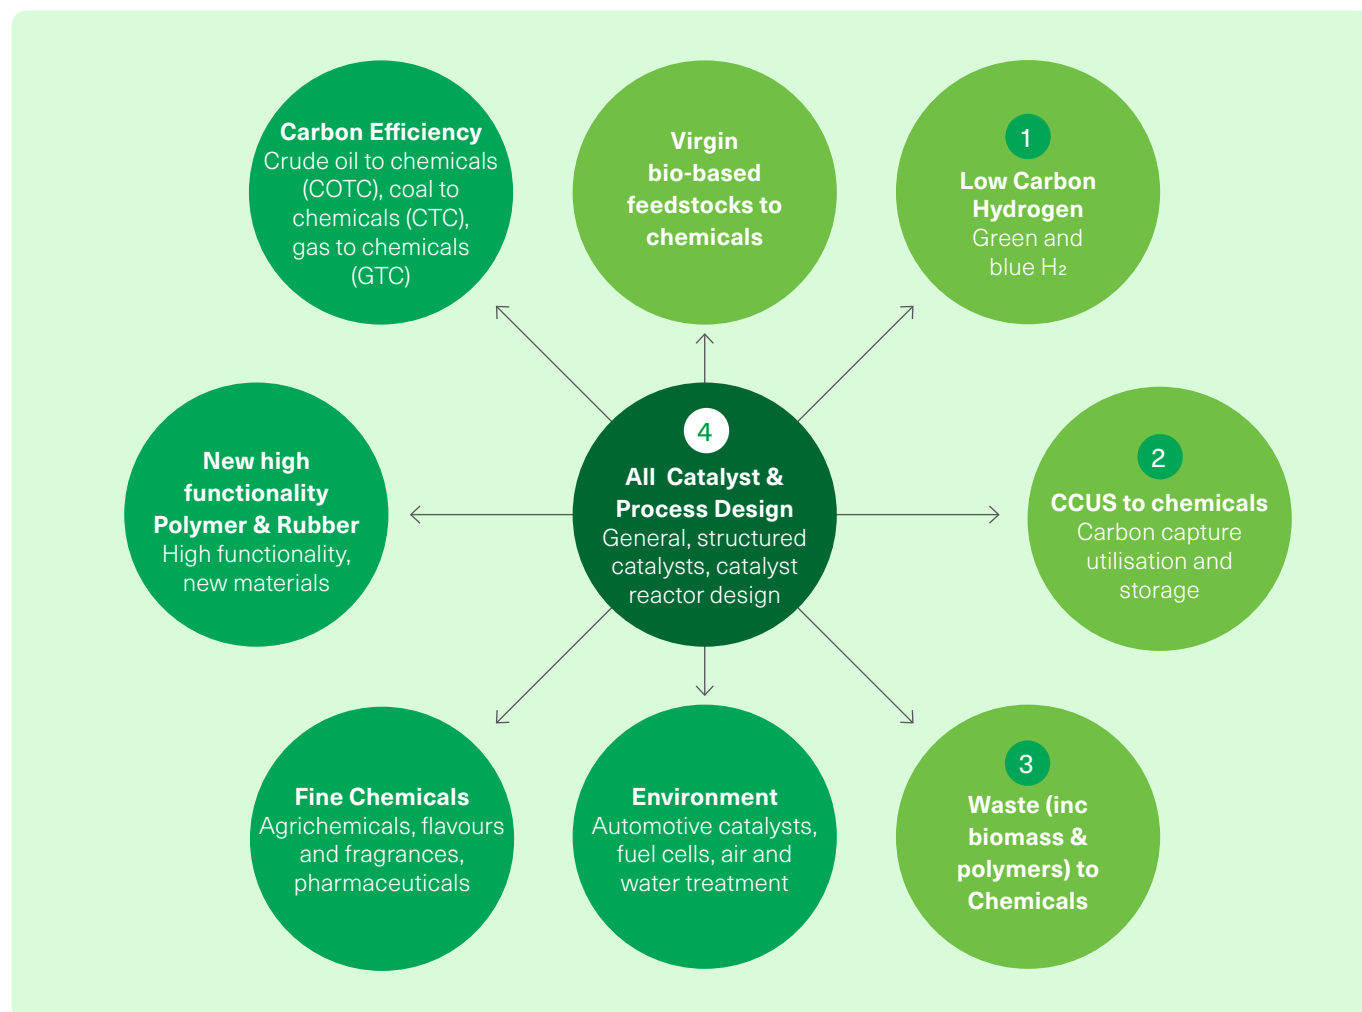 Carbon Efficiency
Crude oil to chemicals
(COTC), coal to
chemicals (CTC),
gas to chemicals
(GTC)
Virgin
bio-based
feedstocks to
chemicals
1
Low Carbon
Hydrogen
Green and
blue H₂
New high
functionality
Polymer & Rubber
High functionality,
new materials
4
All Catalyst &
Process Design
General, structured
catalysts, catalyst
reactor design
2
CCUS to chemicals
Carbon capture
utilisation and
storage
Fine Chemicals
Agrichemicals, flavours
and fragrances,
pharmaceuticals
Environment
Automotive catalysts,
fuel cells, air and
water treatment
3
Waste (inc
biomass &
polymers) to
Chemicals